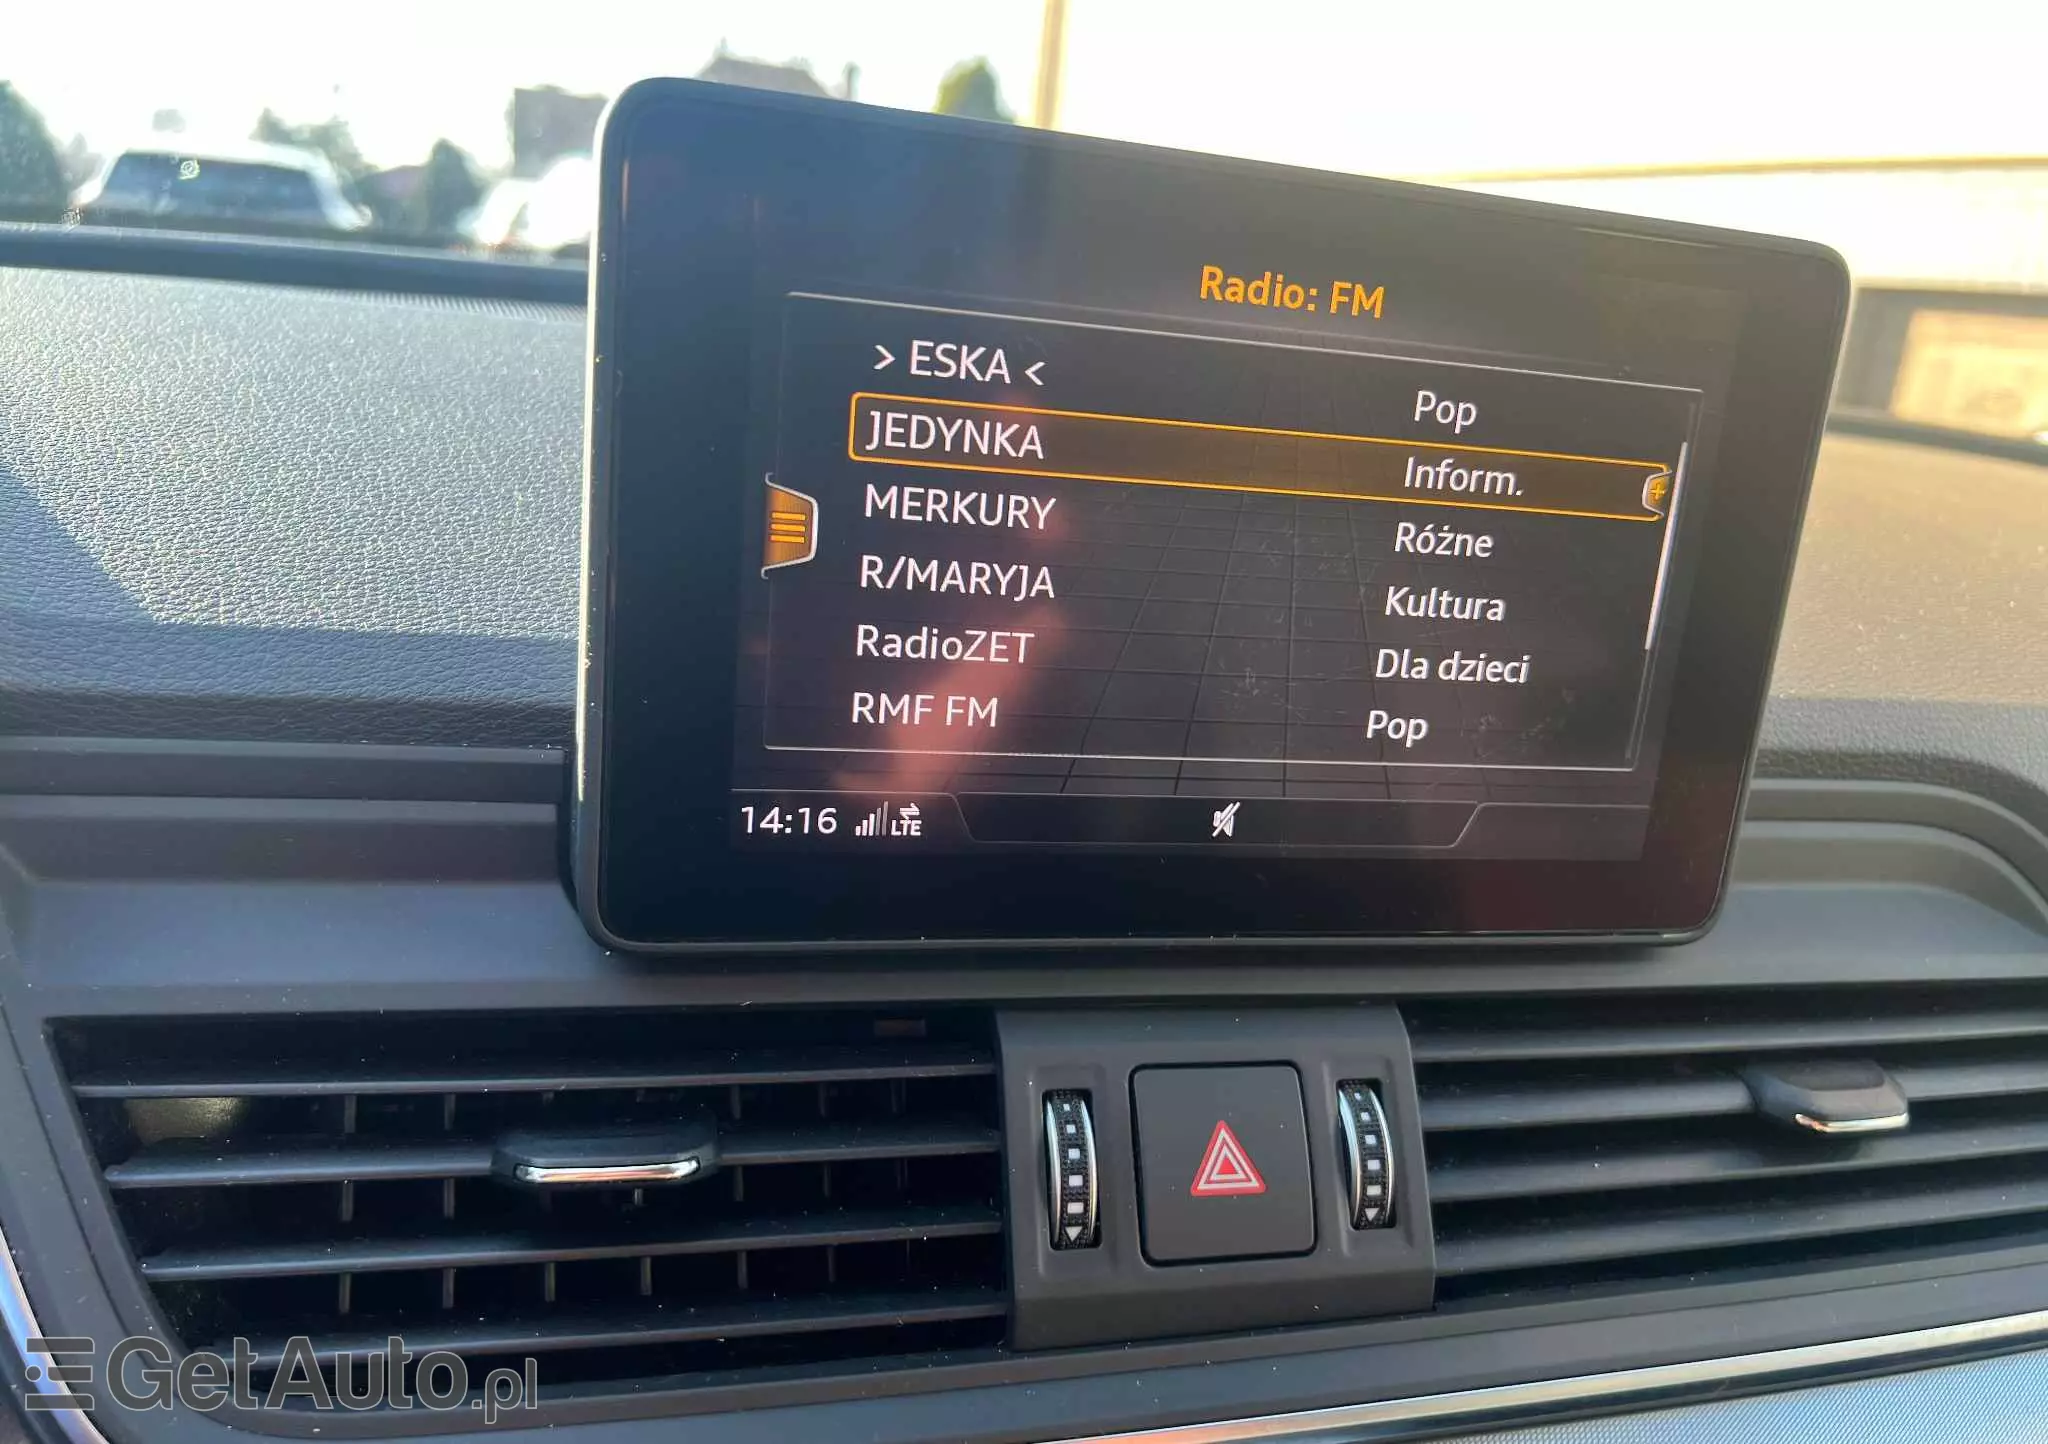 Radio: FM
> ESKA < Pop
JEDYNKA Inform.
MERKURY Różne
R/MARYJA Kultura
RadioZET Dla dzieci
RMF FM Pop
14:16 LTE
GetAuto.pl